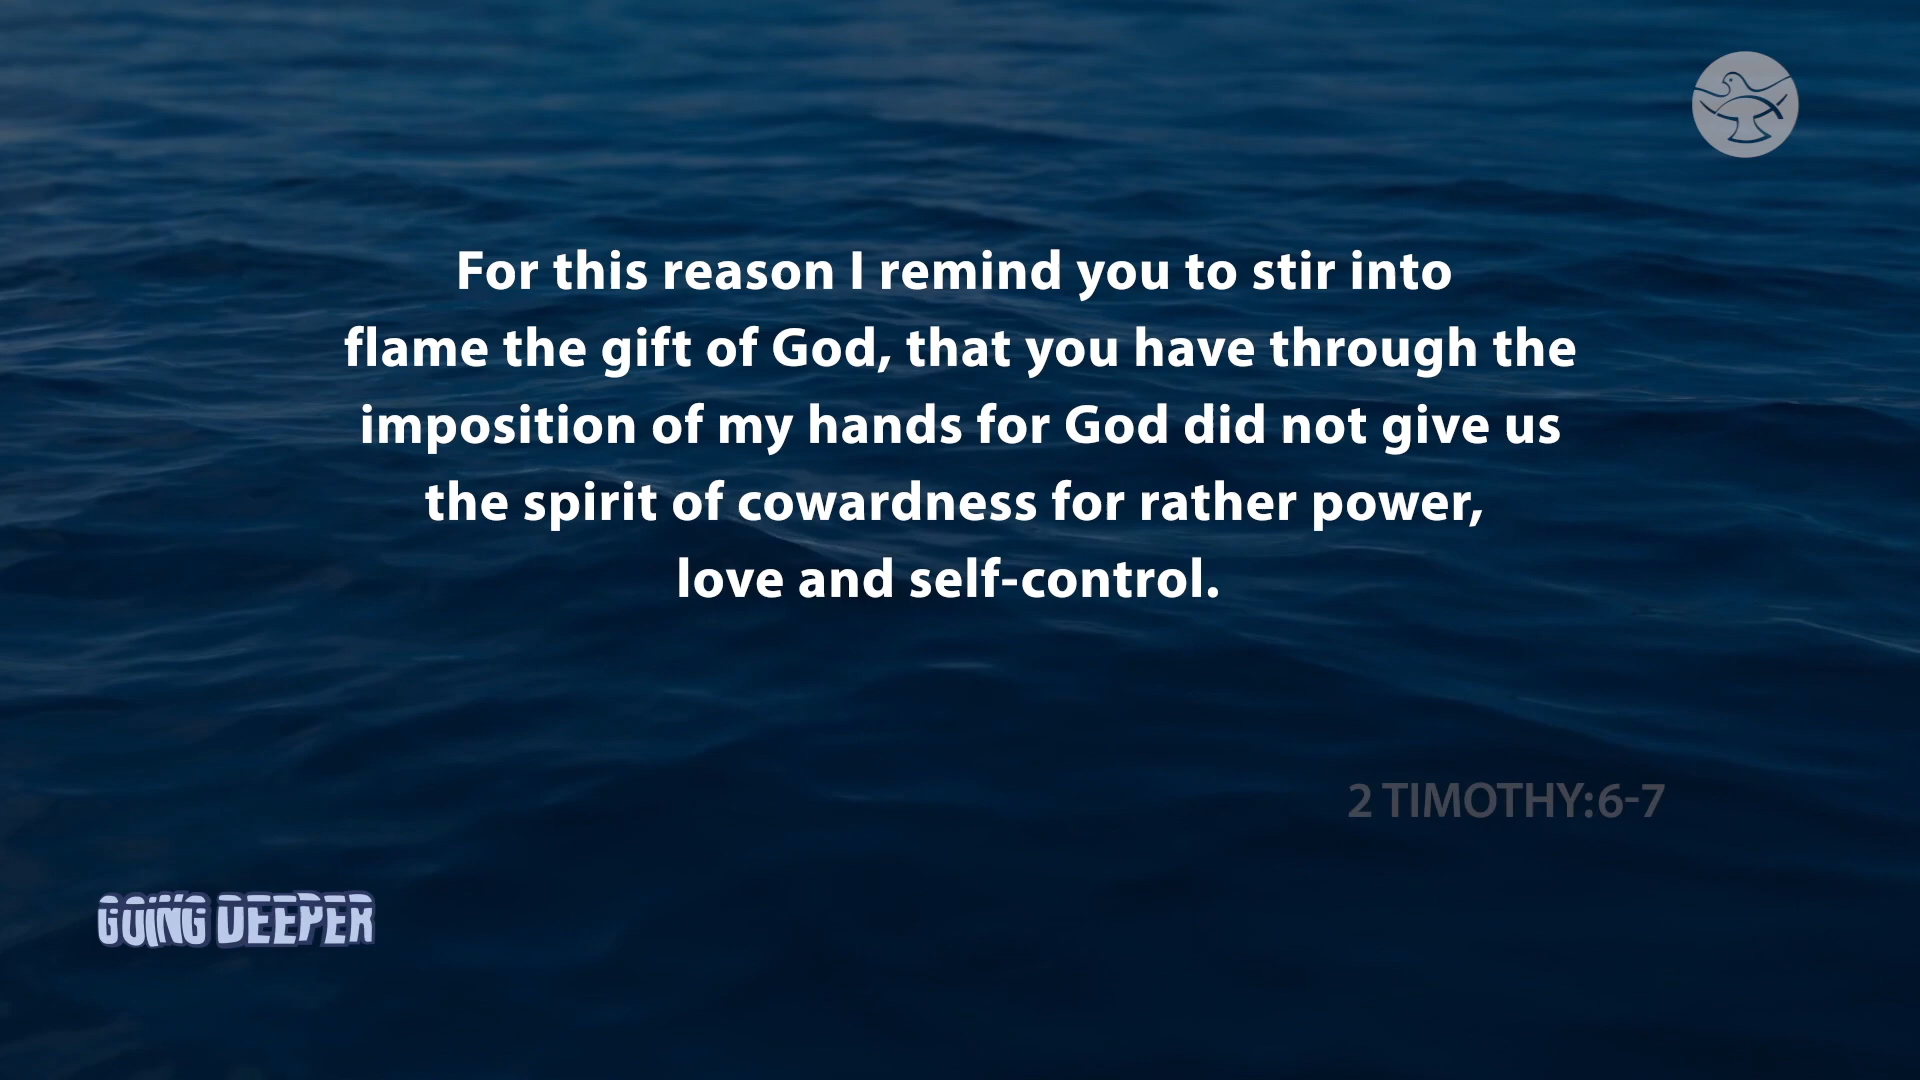 For this reason I remind you to stir into
flame the gift of God, that you have through the
imposition of my hands for God did not give us
the spirit of cowardness for rather power,
love and self-control.
2 TIMOTHY:6-7
GOING DEEPER